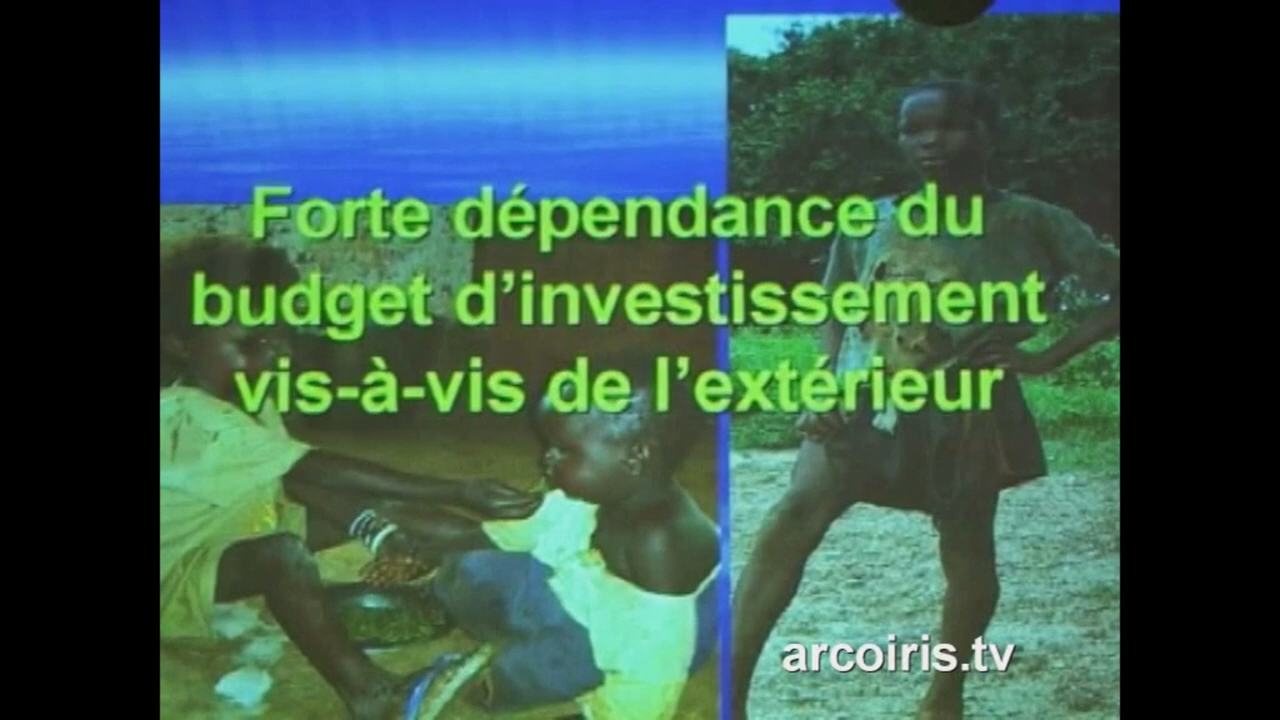 Forte dépendance du
budget d’investissement
vis-à-vis de l’extérieur
arcoiris.tv